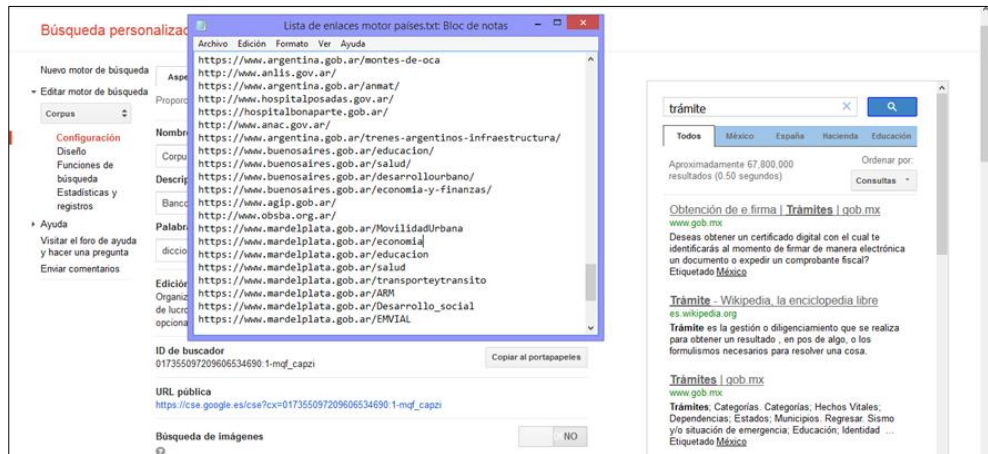 Búsqueda personalizad
Nuevo motor de búsqueda
Editar motor de búsqueda
Corpus
Configuración
Diseño
Funciones de
búsqueda
Estadísticas y
registros
Ayuda
Visitar el foro de ayuda
y hacer una pregunta
Enviar comentarios
Aspe
Proporc
Nombre
Corpu
Descrip
Banco
Palabra
diccio
Edición
Organiz
de lucro
opciona
ID de buscador
017355097209606534690:1-mqf_capzi
Copiar al portapapeles
URL pública
https://cse.google.es/cse?cx=017355097209606534690:1-mqf_capzi
Búsqueda de imágenes
NO
Lista de enlaces motor países.txt: Bloc de notas
Archivo Edición Formato Ver Ayuda
https://www.argentina.gob.ar/montes-de-oca
http://www.anlis.gov.ar/
https://www.argentina.gob.ar/anmat/
http://www.hospitalposadas.gov.ar/
https://hospitalbonaparte.gob.ar/
http://www.anac.gov.ar/
https://www.argentina.gob.ar/trenes-argentinos-infraestructura/
https://www.buenosaires.gob.ar/educacion/
https://www.buenosaires.gob.ar/salud/
https://www.buenosaires.gob.ar/desarrollourbano/
https://www.buenosaires.gob.ar/economia-y-finanzas/
https://www.agip.gob.ar/
http://www.obsba.org.ar/
https://www.mardelplata.gob.ar/MovilidadUrbana
https://www.mardelplata.gob.ar/economia
https://www.mardelplata.gob.ar/educacion
https://www.mardelplata.gob.ar/salud
https://www.mardelplata.gob.ar/transporteytransito
https://www.mardelplata.gob.ar/ARM
https://www.mardelplata.gob.ar/Desarrollo_social
https://www.mardelplata.gob.ar/EMVIAL
trámite
Todos México España Hacienda Educación
Aproximadamente 67,800,000
resultados (0.50 segundos)
Ordenar por:
Consultas
Obtención de e.firma | Trámites | gob.mx
www.gob.mx
Deseas obtener un certificado digital con el cual te
identificarás al momento de firmar de manera electrónica
un documento o expedir un comprobante fiscal?
Etiquetado México
Trámite - Wikipedia, la enciclopedia libre
es.wikipedia.org
Trámite es la gestión o diligenciamiento que se realiza
para obtener un resultado , en pos de algo, o los
formulismos necesarios para resolver una cosa.
Trámites | gob.mx
www.gob.mx
Trámites; Categorías. Categorías; Hechos Vitales;
Dependencias; Estados; Municipios. Regresar. Sismo
y/o situación de emergencia; Educación; Identidad ...
Etiquetado México